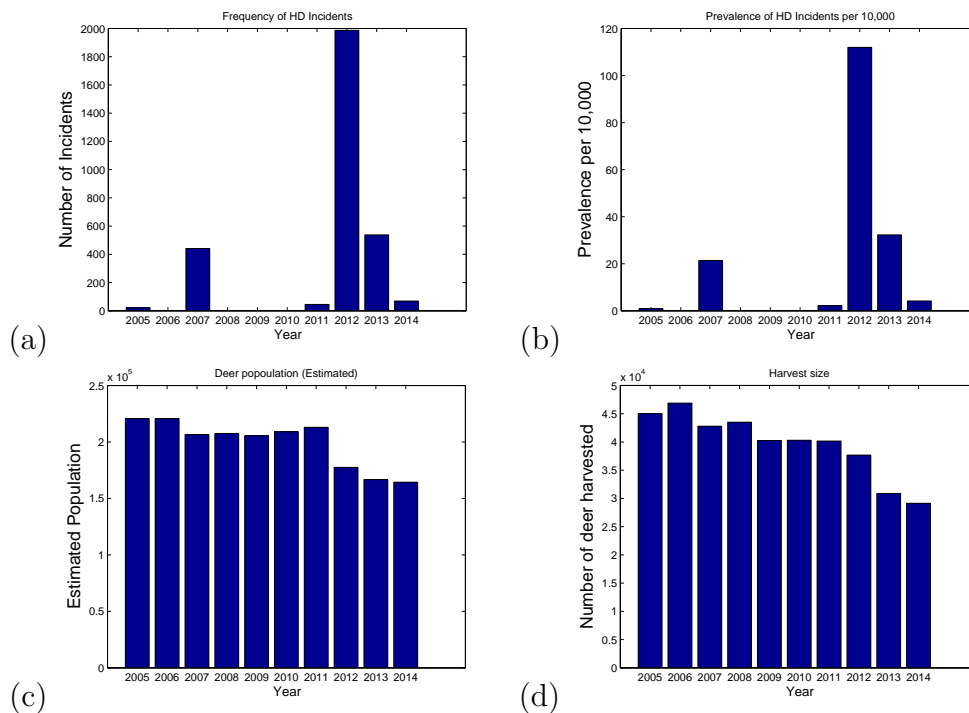 Frequency of HD Incidents
2000
1800
1600
1400
1200
1000
800
600
400
200
0
Number of Incidents
2005 2006 2007 2008 2009 2010 2011 2012 2013 2014
Year
(a)
Prevalence of HD Incidents per 10,000
120
100
80
60
40
20
0
Prevalence per 10,000
2005 2006 2007 2008 2009 2010 2011 2012 2013 2014
Year
(b)
Deer popoulation (Estimated)
x 10^5
2.5
2
1.5
1
0.5
0
Estimated Population
2005 2006 2007 2008 2009 2010 2011 2012 2013 2014
Year
(c)
Harvest size
x 10^4
5
4.5
4
3.5
3
2.5
2
1.5
1
0.5
0
Number of deer harvested
2005 2006 2007 2008 2009 2010 2011 2012 2013 2014
Year
(d)